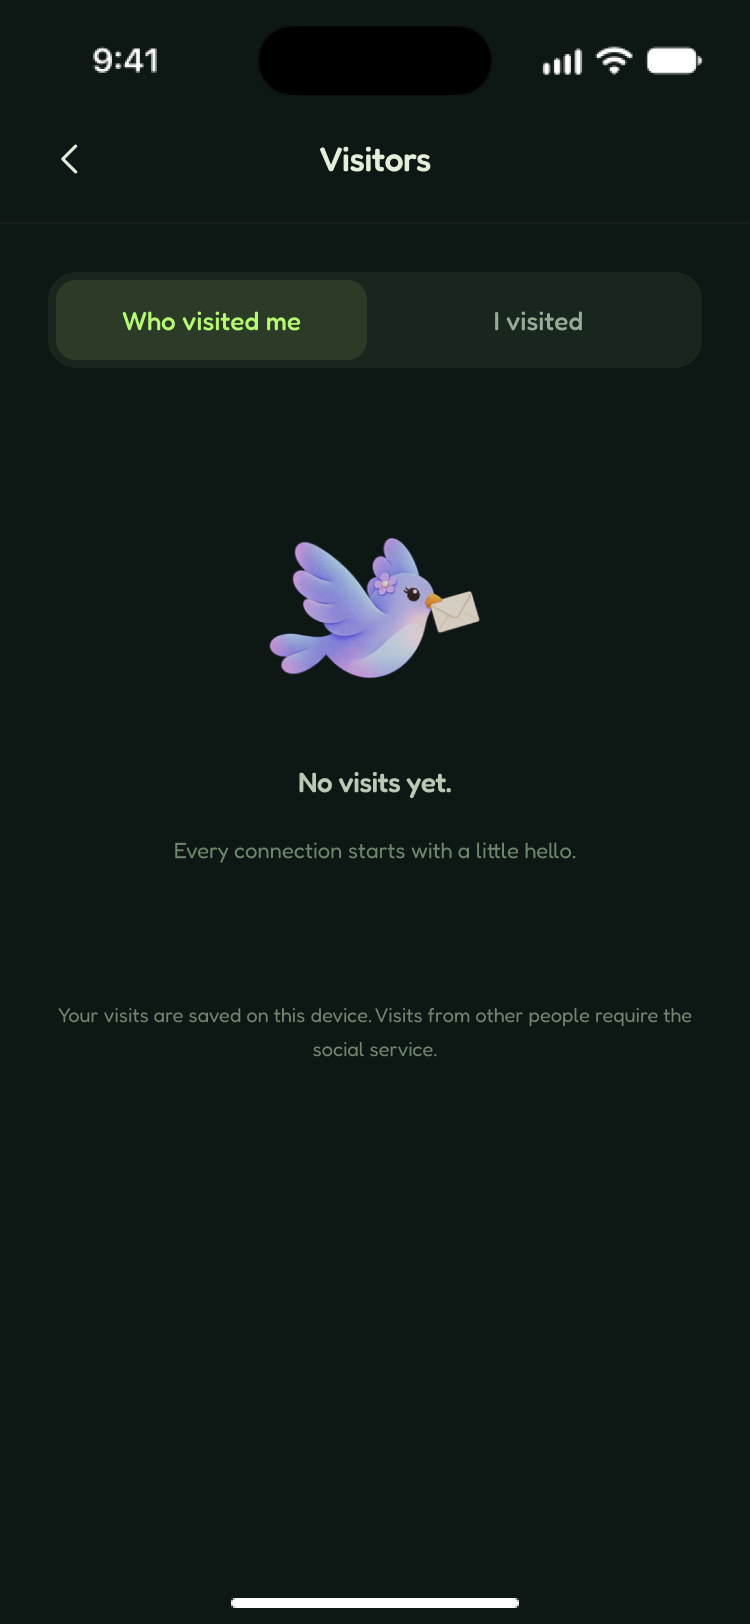 9:41
Visitors
Who visited me
I visited
No visits yet.
Every connection starts with a little hello.
Your visits are saved on this device. Visits from other people require the
social service.